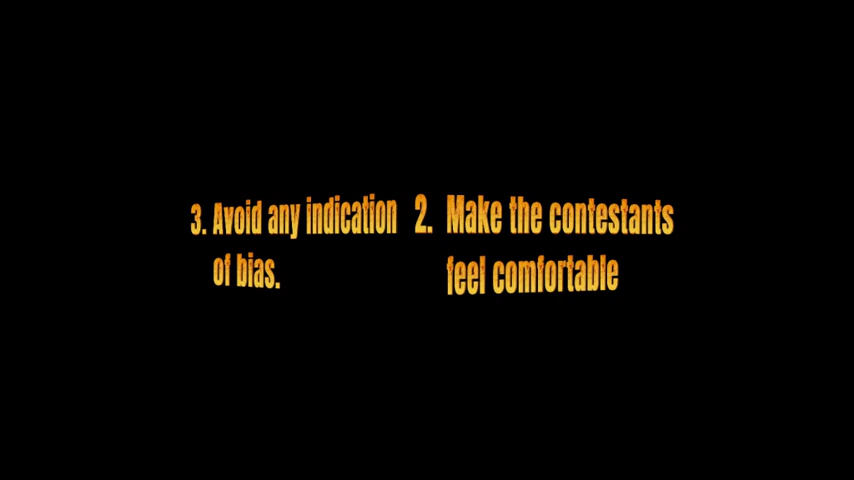 3. Avoid any indication
of bias.
2. Make the contestants
feel comfortable